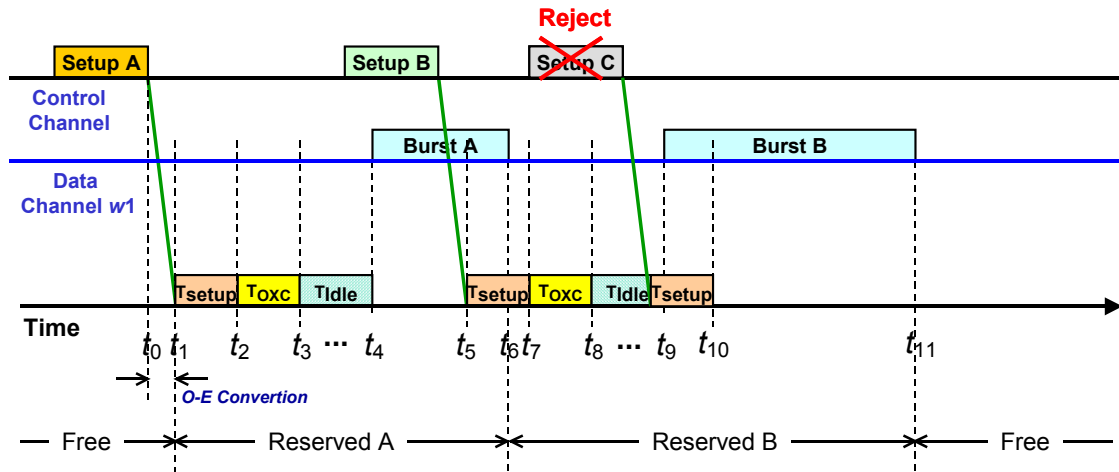 Reject
Setup A
Setup B
Setup C
Control
Channel
Burst A
Burst B
Data
Channel w1
Tsetup
Toxc
TIdle
Tsetup
Toxc
TIdle
Tsetup
Time
t0
t1
t2
t3
...
t4
t5
t6
t7
t8
...
t9
t10
t11
O-E Convertion
Free
Reserved A
Reserved B
Free